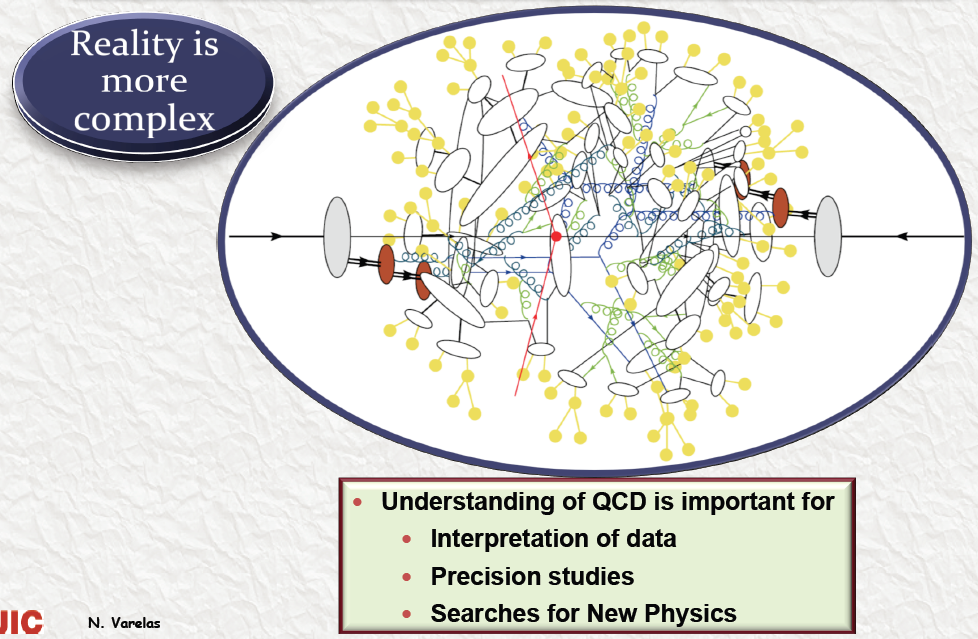 Reality is
more
complex
• Understanding of QCD is important for
• Interpretation of data
• Precision studies
• Searches for New Physics
UIC
N. Varelas